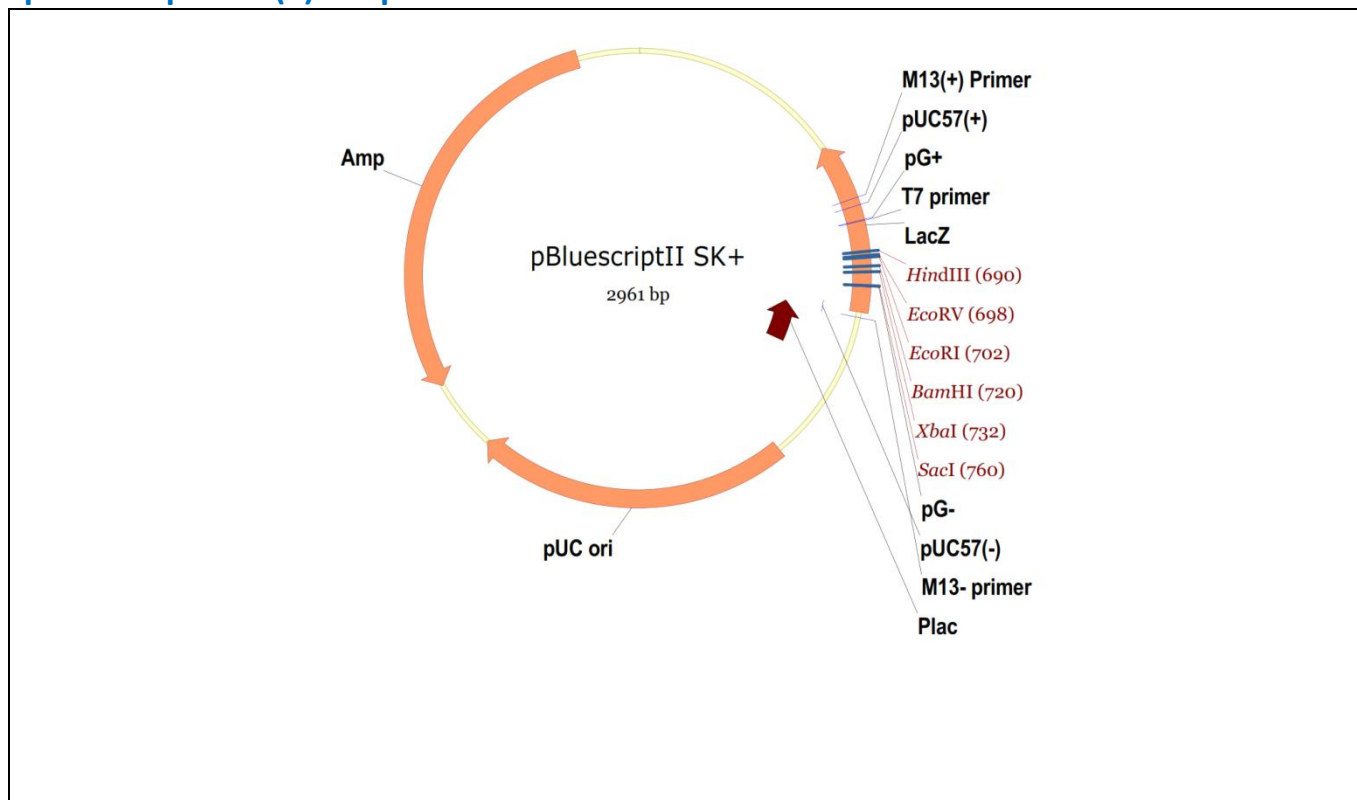 M13(+) Primer
pUC57(+)
Amp
pG+
T7 primer
LacZ
pBluescriptII SK+
2961 bp
HindIII (690)
EcoRV (698)
EcoRI (702)
BamHI (720)
XbaI (732)
SacI (760)
pG-
pUC ori
pUC57(-)
M13- primer
Plac